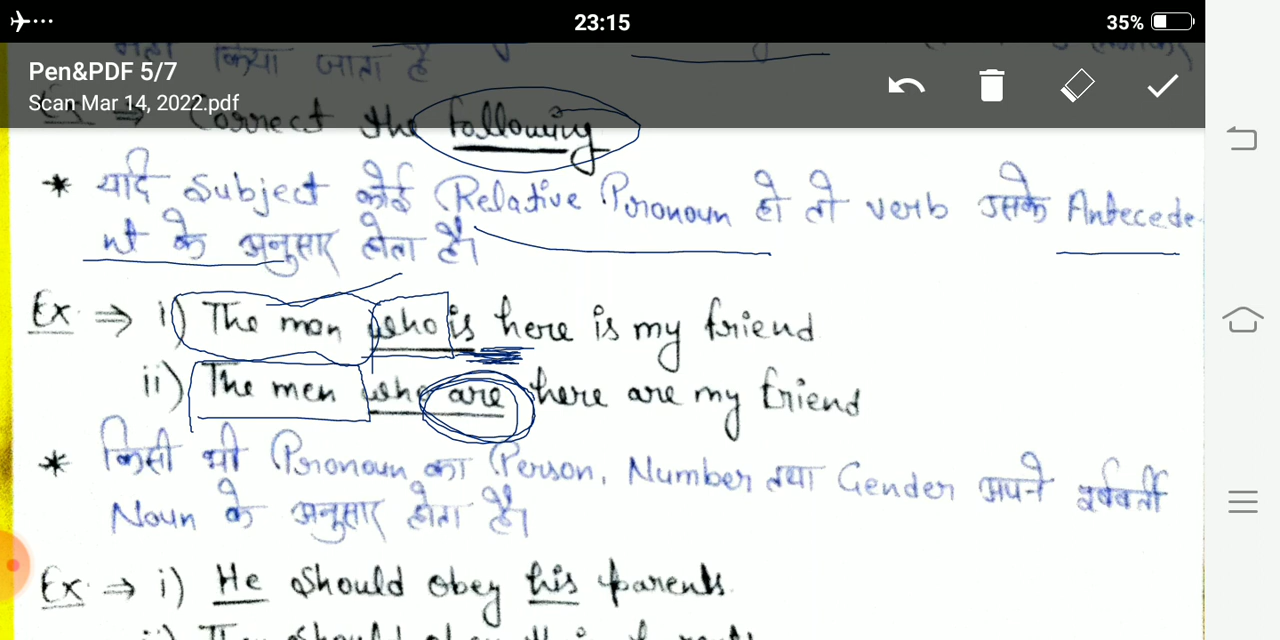 23:15
35%
Pen&PDF 5/7
Scan Mar 14, 2022.pdf
किया जाता है
Ex ⇒ Correct the following
* यदि Subject कोई Relative Pronoun हो तो verb उसके Antecede-
nt के अनुसार होता है।
Ex ⇒ i) The man who is here is my friend
ii) The men who are here are my friend
* किसी भी Pronoun का Person, Number तथा Gender अपने पूर्ववर्ती
Noun के अनुसार होता है।
Ex ⇒ i) He should obey his parents.